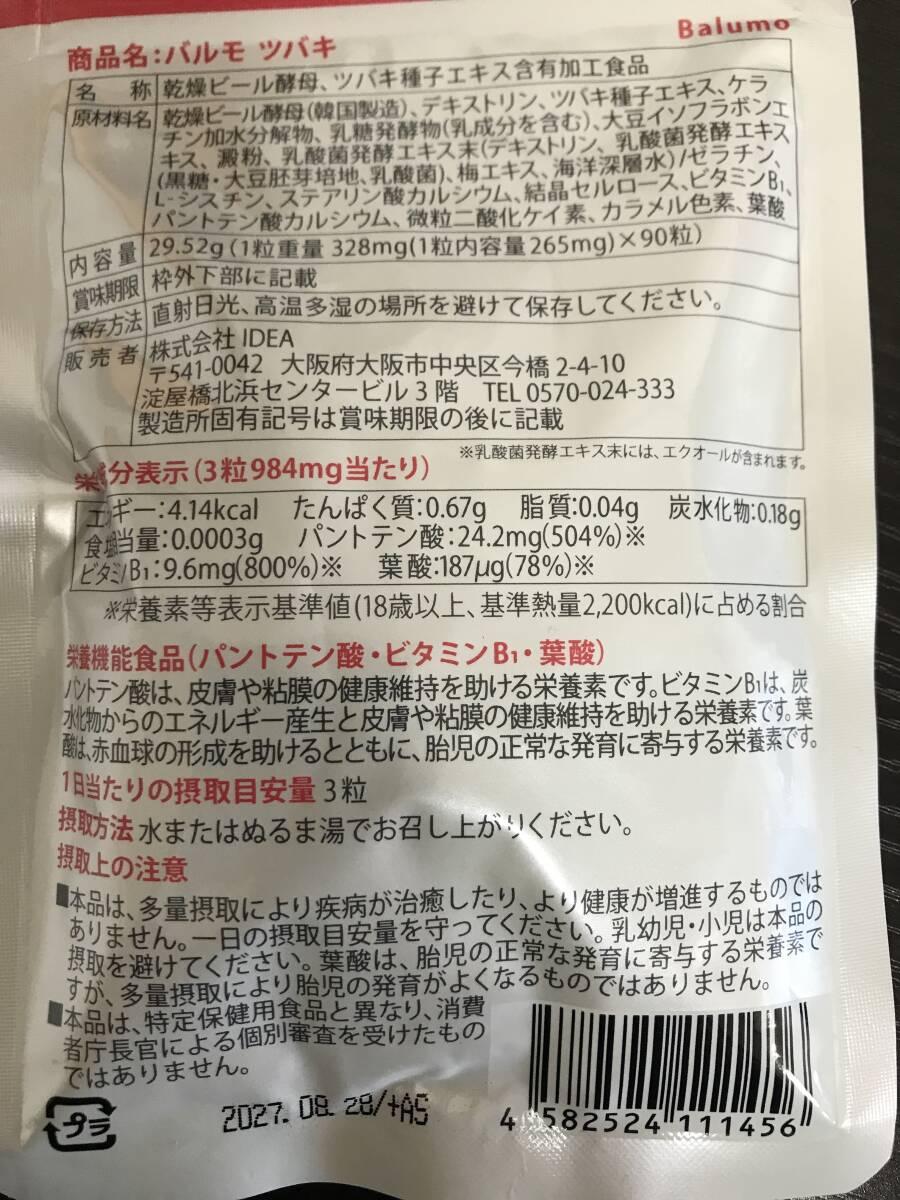 Balumo
商品名:バルモ ツバキ
名 称 乾燥ビール酵母、ツバキ種子エキス含有加工食品
原材料名 乾燥ビール酵母(韓国製造)、デキストリン、ツバキ種子エキス、ケラ
チン加水分解物、乳糖発酵物(乳成分を含む)、大豆イソフラボンエ
キス、澱粉、乳酸菌発酵エキス末(デキストリン、乳酸菌発酵エキス
(黒糖・大豆胚芽培地、乳酸菌)、梅エキス、海洋深層水)/ゼラチン、
L-シスチン、ステアリン酸カルシウム、結晶セルロース、ビタミンB1、
パントテン酸カルシウム、微粒二酸化ケイ素、カラメル色素、葉酸
内容量 29.52g(1粒重量 328mg(1粒内容量265mg)×90粒)
賞味期限 枠外下部に記載
保存方法 直射日光、高温多湿の場所を避けて保存してください。
販売者 株式会社 IDEA
〒541-0042 大阪府大阪市中央区今橋 2-4-10
淀屋橋北浜センタービル 3 階 TEL 0570-024-333
製造所固有記号は賞味期限の後に記載
※乳酸菌発酵エキス末には、エクオールが含まれます。
分表示(3粒984mg当たり)
ギー:4.14kcal たんぱく質:0.67g 脂質:0.04g 炭水化物:0.18g
食塩当量:0.0003g パントテン酸:24.2mg(504%)※
ビタミンB1:9.6mg(800%)※ 葉酸:187μg(78%)※
※栄養素等表示基準値(18歳以上、基準熱量2,200kcal)に占める割合
栄養機能食品(パントテン酸・ビタミンB1・葉酸)
パントテン酸は、皮膚や粘膜の健康維持を助ける栄養素です。ビタミンB1は、炭
水化物からのエネルギー産生と皮膚や粘膜の健康維持を助ける栄養素です。葉
酸は、赤血球の形成を助けるとともに、胎児の正常な発育に寄与する栄養素です。
1日当たりの摂取目安量 3粒
摂取方法 水またはぬるま湯でお召し上がりください。
摂取上の注意
■本品は、多量摂取により疾病が治癒したり、より健康が増進するものでは
ありません。一日の摂取目安量を守ってください。乳幼児・小児は本品の
摂取を避けてください。葉酸は、胎児の正常な発育に寄与する栄養素で
すが、多量摂取により胎児の発育がよくなるものではありません。
■本品は、特定保健用食品と異なり、消費
者庁長官による個別審査を受けたもの
ではありません。
プラ
2027. 08. 28/+AS
4 582524 111456